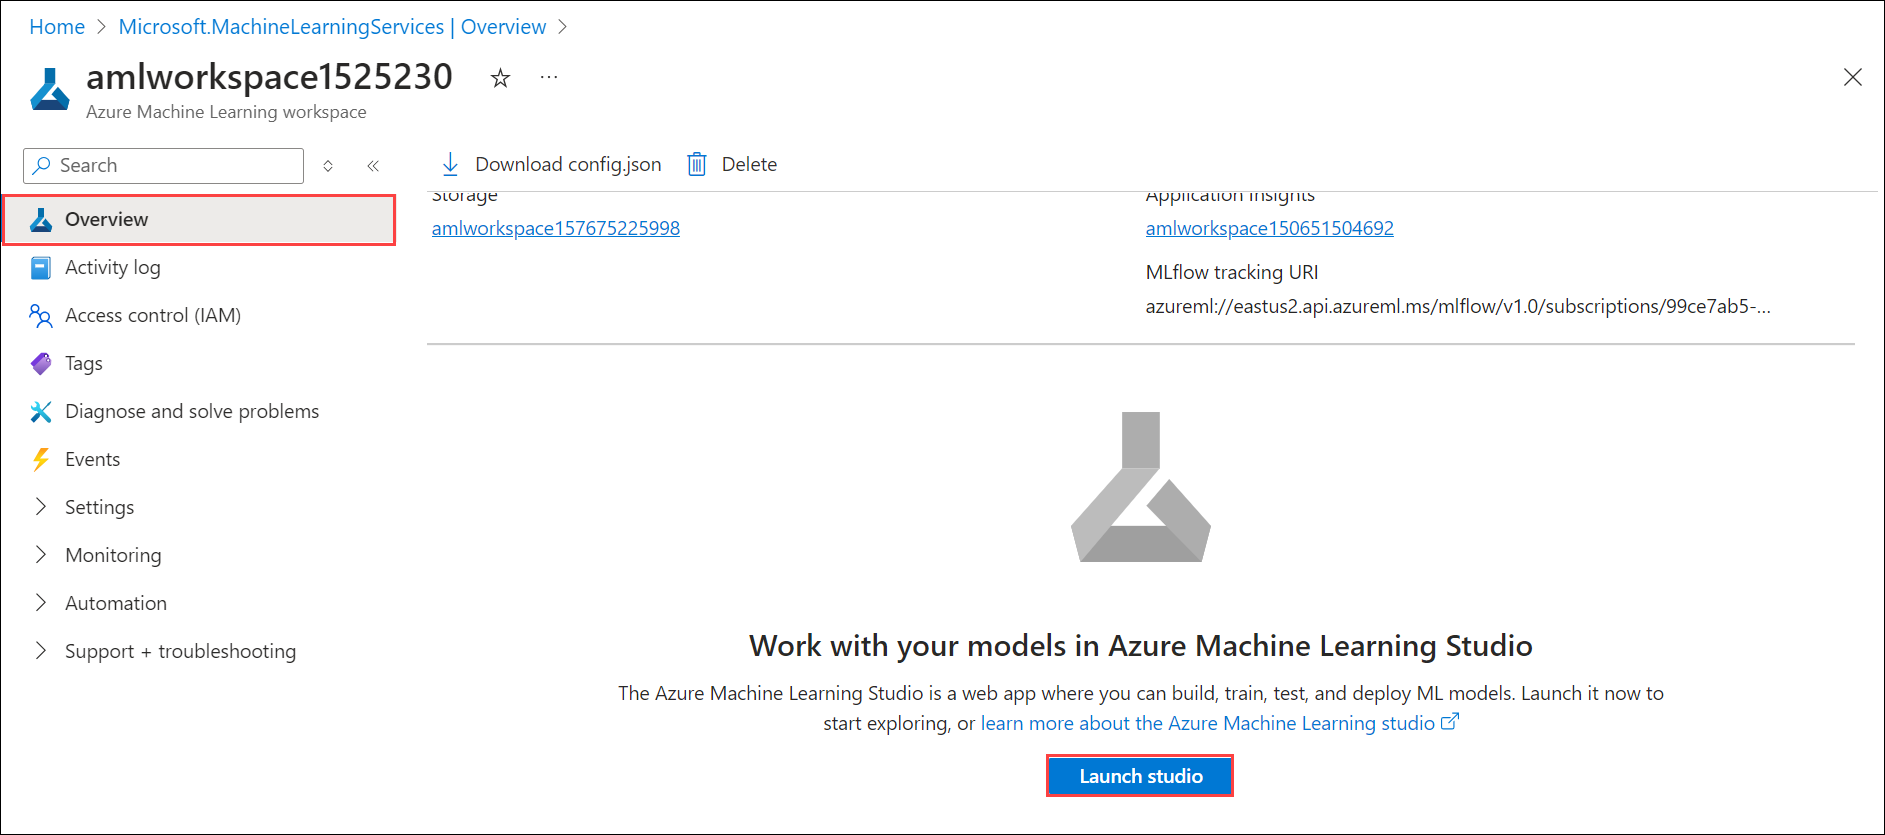 Home > Microsoft.MachineLearningServices | Overview >
amlworkspace1525230
Azure Machine Learning workspace
Search
Overview
Activity log
Access control (IAM)
Tags
Diagnose and solve problems
Events
Settings
Monitoring
Automation
Support + troubleshooting
Download config.json Delete
Storage
amlworkspace157675225998
Application Insights
amlworkspace150651504692
MLflow tracking URI
azureml://eastus2.api.azureml.ms/mlflow/v1.0/subscriptions/99ce7ab5-...
Work with your models in Azure Machine Learning Studio
The Azure Machine Learning Studio is a web app where you can build, train, test, and deploy ML models. Launch it now to
start exploring, or learn more about the Azure Machine Learning studio
Launch studio